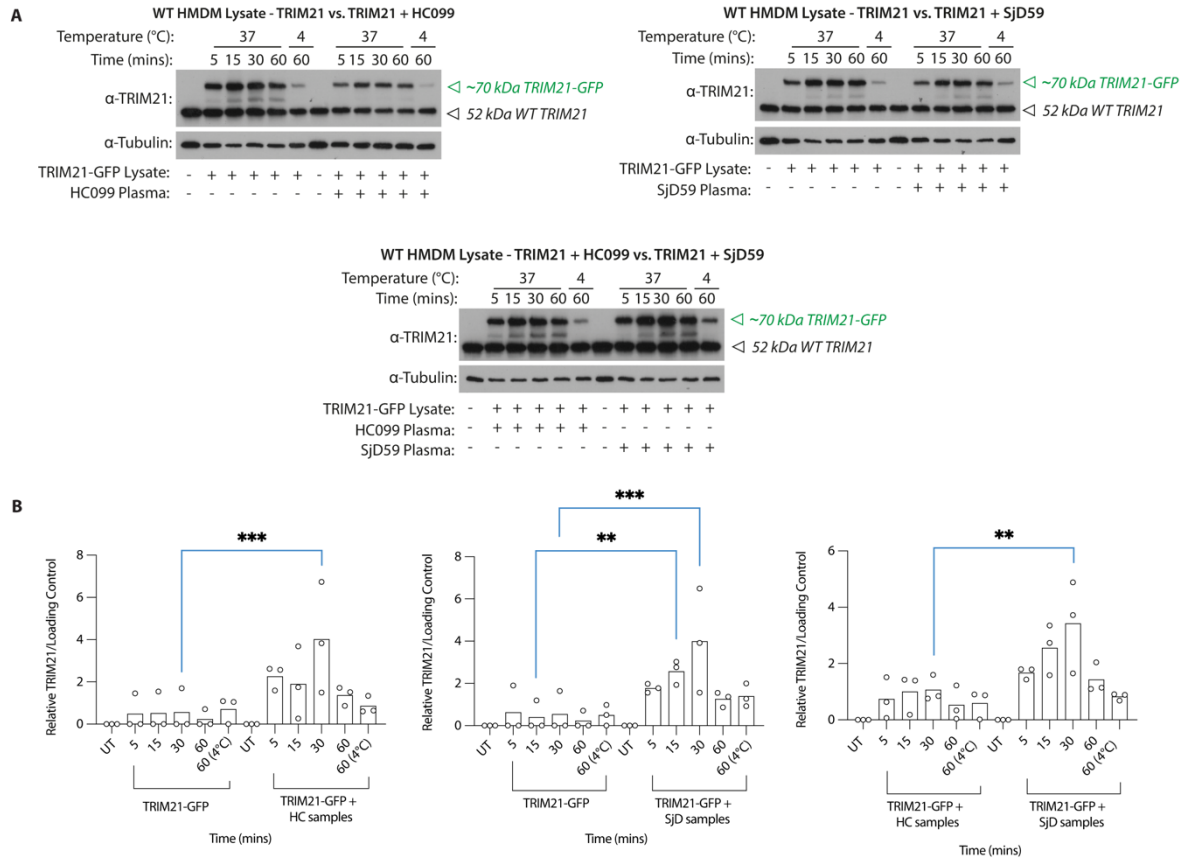 A
WT HMDM Lysate - TRIM21 vs. TRIM21 + HC099
Temperature (°C): 37 4 37 4
Time (mins): 5 15 30 60 60 5 15 30 60 60
α-TRIM21:
~70 kDa TRIM21-GFP
52 kDa WT TRIM21
α-Tubulin:
TRIM21-GFP Lysate: - + + + + + - + + + + +
HC099 Plasma: - - - - - - - + + + + +
WT HMDM Lysate - TRIM21 vs. TRIM21 + SjD59
Temperature (°C): 37 4 37 4
Time (mins): 5 15 30 60 60 5 15 30 60 60
α-TRIM21:
~70 kDa TRIM21-GFP
52 kDa WT TRIM21
α-Tubulin:
TRIM21-GFP Lysate: - + + + + + - + + + + +
SjD59 Plasma: - - - - - - - + + + + +
WT HMDM Lysate - TRIM21 + HC099 vs. TRIM21 + SjD59
Temperature (°C): 37 4 37 4
Time (mins): 5 15 30 60 60 5 15 30 60 60
α-TRIM21:
~70 kDa TRIM21-GFP
52 kDa WT TRIM21
α-Tubulin:
TRIM21-GFP Lysate: - + + + + + - + + + + +
HC099 Plasma: - + + + + + - - - - - -
SjD59 Plasma: - - - - - - - + + + + +
B
Relative TRIM21/Loading Control
8
6
4
2
0
***
UT 5 15 30 60 60 (4°C) UT 5 15 30 60 60 (4°C)
TRIM21-GFP
TRIM21-GFP +
HC samples
Time (mins)
Relative TRIM21/Loading Control
8
6
4
2
0
***
**
UT 5 15 30 60 60 (4°C) UT 5 15 30 60 60 (4°C)
TRIM21-GFP
TRIM21-GFP +
SjD samples
Time (mins)
Relative TRIM21/Loading Control
6
4
2
0
**
UT 5 15 30 60 60 (4°C) UT 5 15 30 60 60 (4°C)
TRIM21-GFP +
HC samples
TRIM21-GFP +
SjD samples
Time (mins)